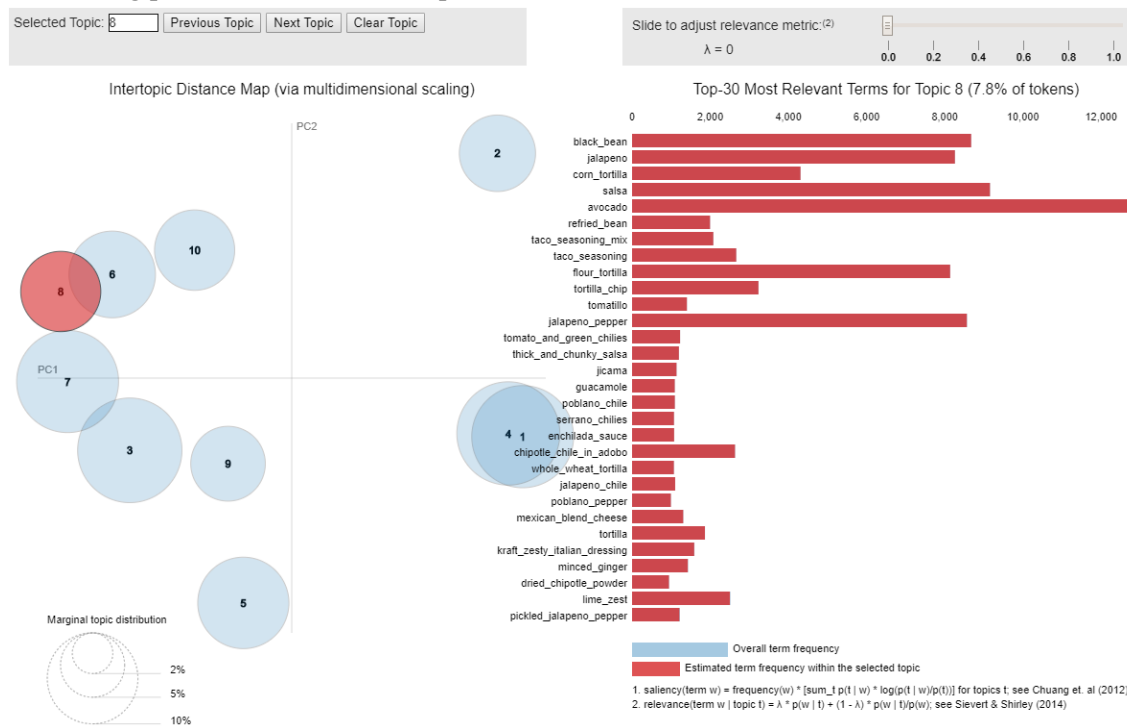 Selected Topic: 8 Previous Topic Next Topic Clear Topic
Slide to adjust relevance metric:(2)
λ = 0
0.0 0.2 0.4 0.6 0.8 1.0
Intertopic Distance Map (via multidimensional scaling)
PC2
PC1
2
10
6
8
7
3
9
4
1
5
Marginal topic distribution
2%
5%
10%
Top-30 Most Relevant Terms for Topic 8 (7.8% of tokens)
0 2,000 4,000 6,000 8,000 10,000 12,000
black_bean
jalapeno
corn_tortilla
salsa
avocado
refried_bean
taco_seasoning_mix
taco_seasoning
flour_tortilla
tortilla_chip
tomatillo
jalapeno_pepper
tomato_and_green_chilies
thick_and_chunky_salsa
jicama
guacamole
poblano_chile
serrano_chilies
enchilada_sauce
chipotle_chile_in_adobo
whole_wheat_tortilla
jalapeno_chile
poblano_pepper
mexican_blend_cheese
tortilla
kraft_zesty_italian_dressing
minced_ginger
dried_chipotle_powder
lime_zest
pickled_jalapeno_pepper
Overall term frequency
Estimated term frequency within the selected topic
1. saliency(term w) = frequency(w) * [sum_t p(t | w) * log(p(t | w)/p(t))] for topics t; see Chuang et. al (2012)
2. relevance(term w | topic t) = λ * p(w | t) + (1 - λ) * p(w | t)/p(w); see Sievert & Shirley (2014)